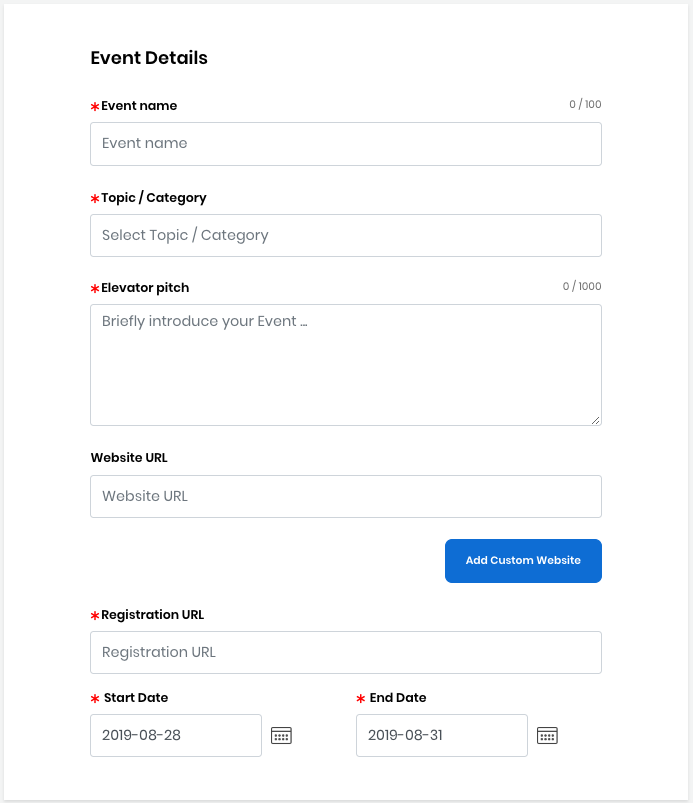 Event Details
*Event name 0 / 100
Event name
*Topic / Category
Select Topic / Category
*Elevator pitch 0 / 1000
Briefly introduce your Event ...
Website URL
Website URL
Add Custom Website
*Registration URL
Registration URL
* Start Date * End Date
2019-08-28 2019-08-31